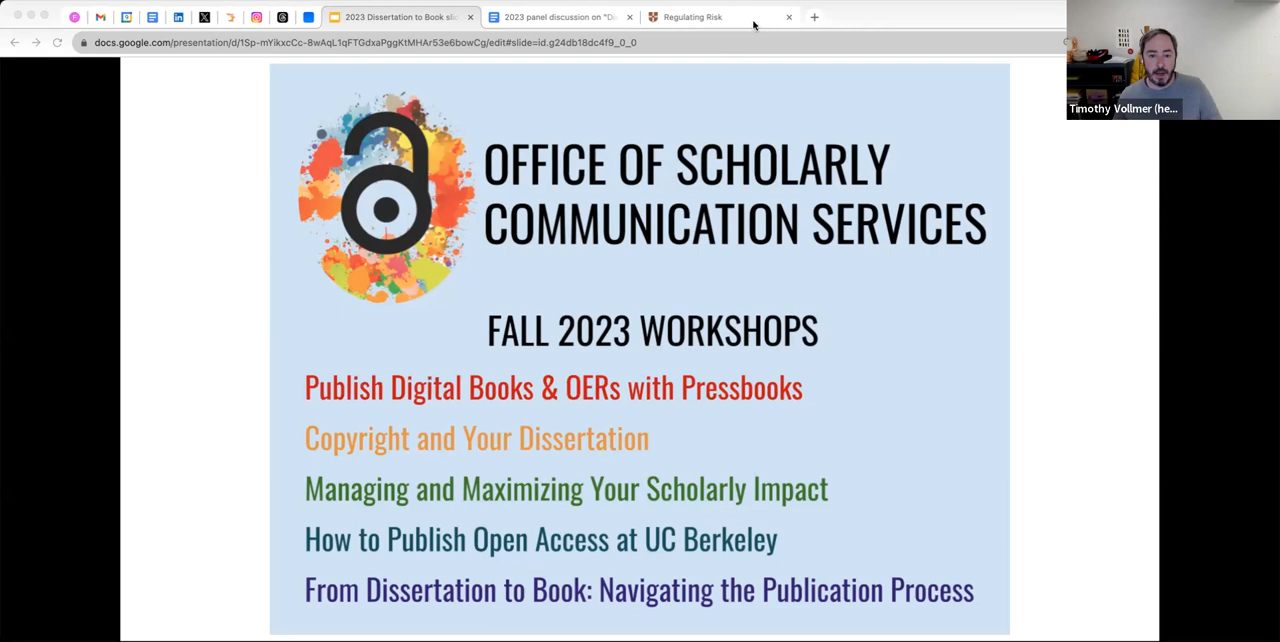 2023 Dissertation to Book slic
2023 panel discussion on "Di
Regulating Risk
docs.google.com/presentation/d/1Sp-mYikxcCc-8wAqL1qFTGdxaPggKtMHAr53e6bowCg/edit#slide=id.g24db18dc4f9_0_0
Timothy Vollmer (he...
OFFICE OF SCHOLARLY
COMMUNICATION SERVICES
FALL 2023 WORKSHOPS
Publish Digital Books & OERs with Pressbooks
Copyright and Your Dissertation
Managing and Maximizing Your Scholarly Impact
How to Publish Open Access at UC Berkeley
From Dissertation to Book: Navigating the Publication Process